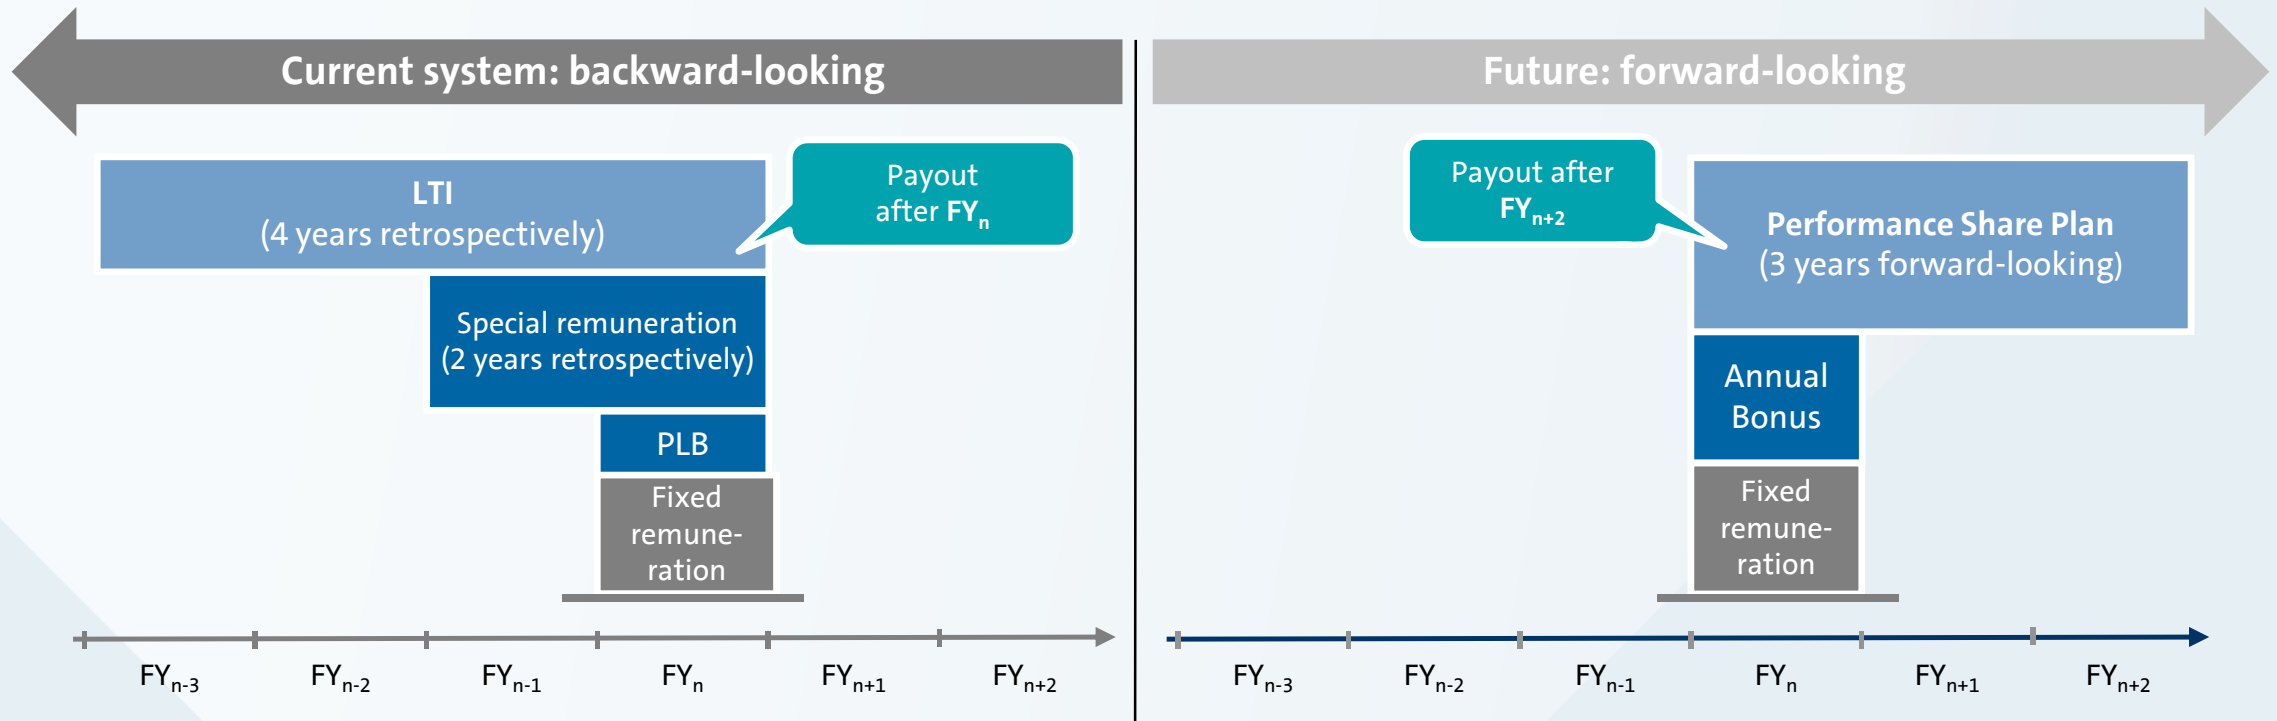 Current system: backward-looking
LTI
(4 years retrospectively)
Payout
after FYn
Special remuneration
(2 years retrospectively)
PLB
Fixed
remune-
ration
FYn-3 FYn-2 FYn-1 FYn FYn+1 FYn+2
Future: forward-looking
Payout after
FYn+2
Performance Share Plan
(3 years forward-looking)
Annual
Bonus
Fixed
remune-
ration
FYn-3 FYn-2 FYn-1 FYn FYn+1 FYn+2